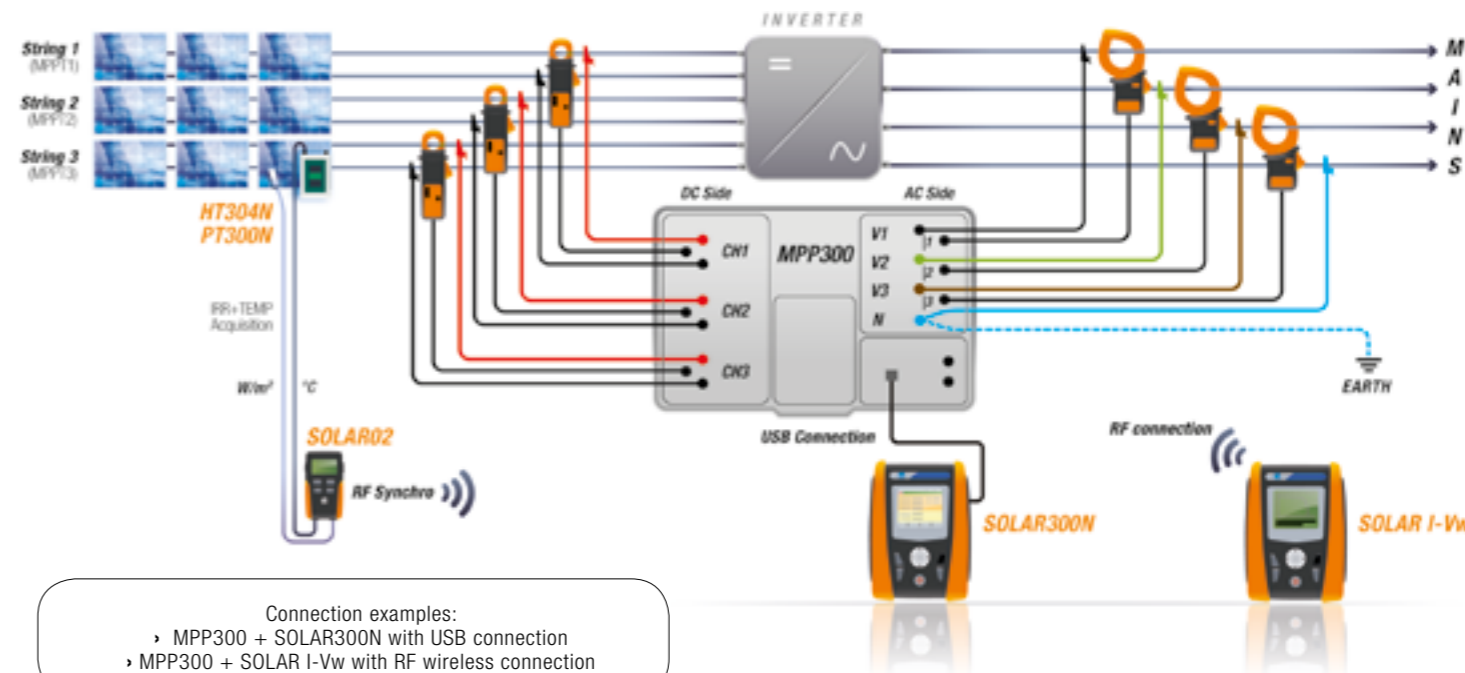 INVERTER
String 1
(MPPT1)
String 2
(MPPT2)
String 3
(MPPT3)
M
A
I
N
S
HT304N
PT300N
IRR+TEMP
Acquisition
W/m²
°C
SOLAR02
RF Synchro
DC Side
AC Side
MPP300
CH1
CH2
CH3
V1
I1
V2
I2
V3
I3
N
EARTH
USB Connection
RF connection
SOLAR300N
SOLAR I-Vw
Connection examples:
› MPP300 + SOLAR300N with USB connection
› MPP300 + SOLAR I-Vw with RF wireless connection